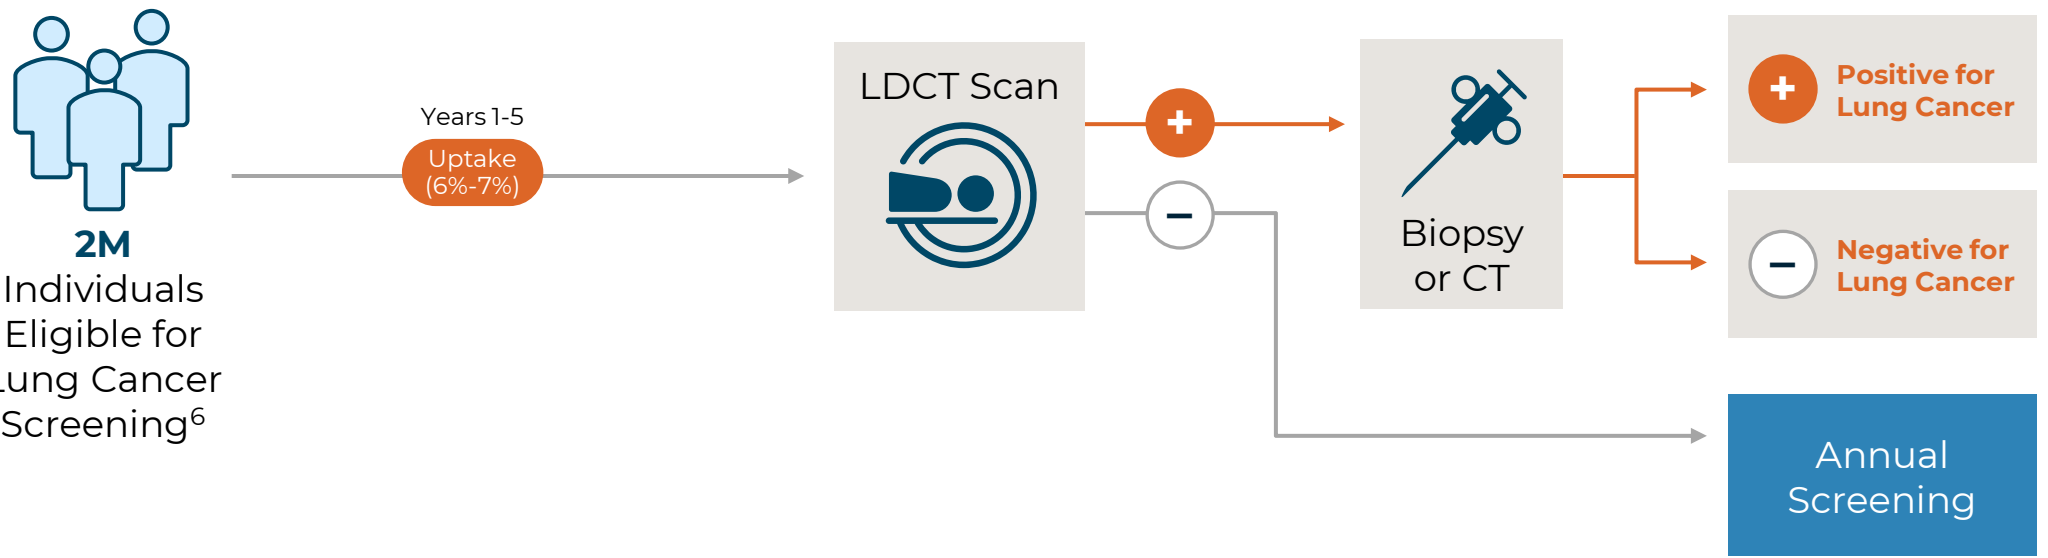 2M
Individuals
Eligible for
Lung Cancer
Screening⁶
Years 1-5
Uptake
(6%-7%)
LDCT Scan
+
−
Biopsy
or CT
+
Positive for
Lung Cancer
−
Negative for
Lung Cancer
Annual
Screening